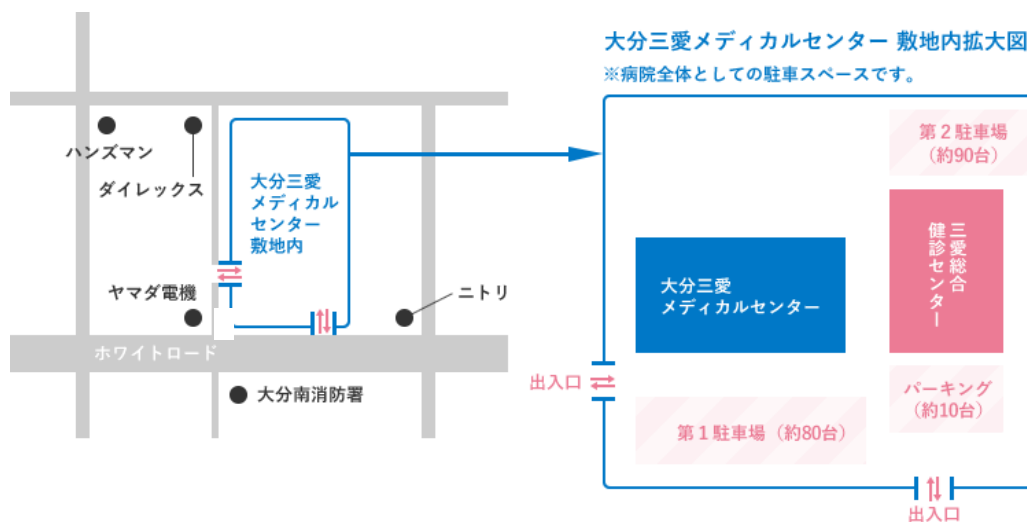 大分三愛メディカルセンター 敷地内拡大図
※病院全体としての駐車スペースです。
ハンズマン
ダイレックス
大分三愛
メディカル
センター
敷地内
ヤマダ電機
ニトリ
ホワイトロード
大分南消防署
第2駐車場
（約90台）
三愛総合
健診センター
大分三愛
メディカルセンター
出入口
パーキング
（約10台）
第1駐車場（約80台）
出入口